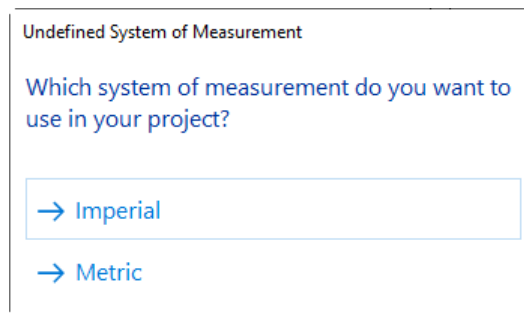 Undefined System of Measurement
Which system of measurement do you want to
use in your project?
→ Imperial
→ Metric